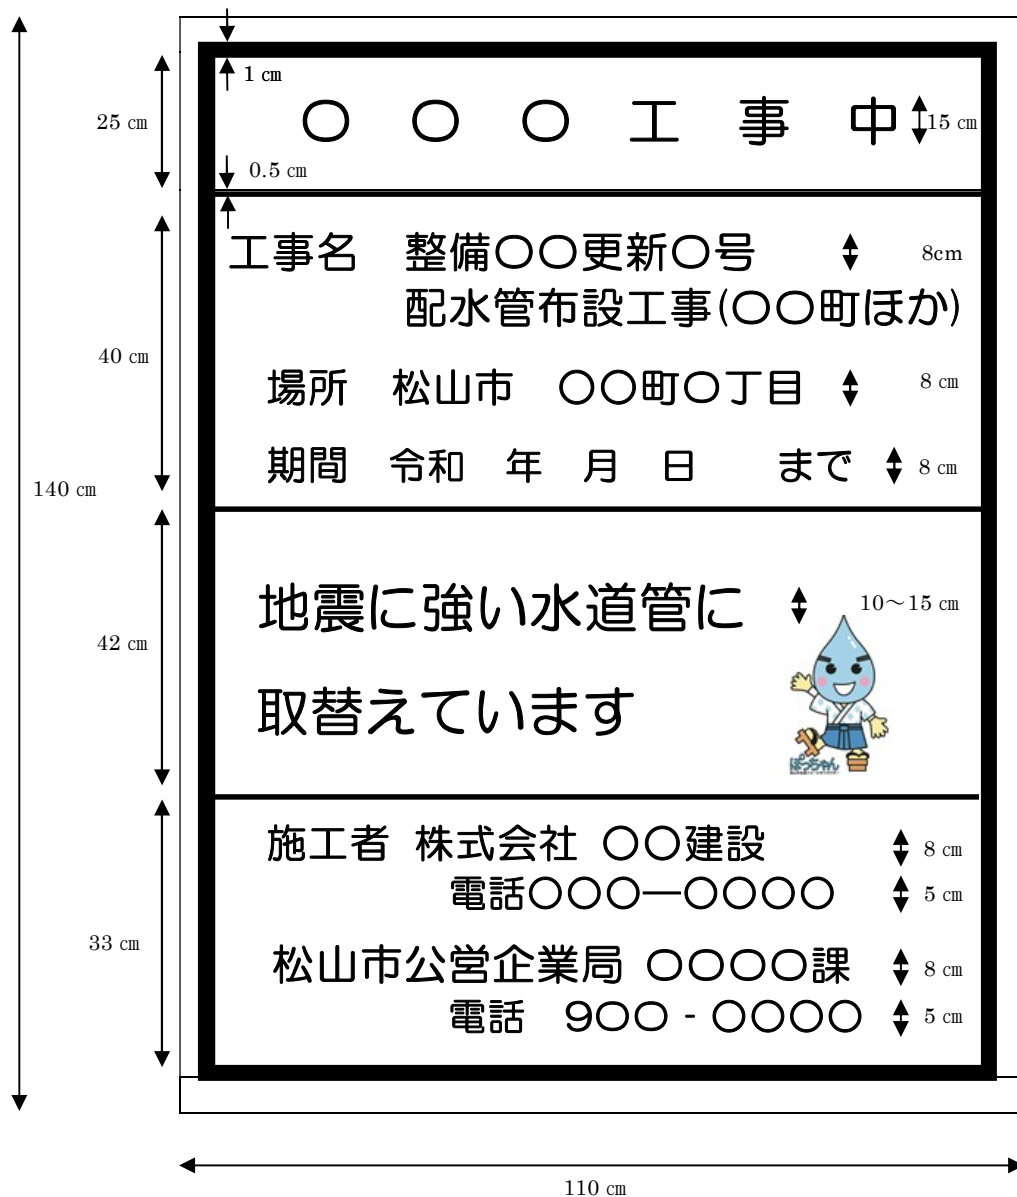 1 ㎝
25 ㎝
〇 〇 〇 工 事 中
15 ㎝
0.5 ㎝
工事名 整備〇〇更新〇号
8cm
配水管布設工事(〇〇町ほか)
40 ㎝
場所 松山市 〇〇町〇丁目
8 ㎝
期間 令和 年 月 日 まで
8 ㎝
140 ㎝
地震に強い水道管に
10～15 ㎝
42 ㎝
取替えています
ぽっちゃん
施工者 株式会社 〇〇建設
8 ㎝
電話〇〇〇―〇〇〇〇
5 ㎝
33 ㎝
松山市公営企業局 〇〇〇〇課
8 ㎝
電話 9〇〇 - 〇〇〇〇
5 ㎝
110 ㎝